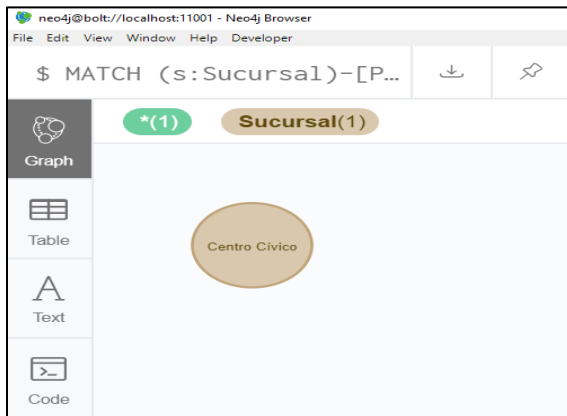 neo4j@bolt://localhost:11001 - Neo4j Browser
File Edit View Window Help Developer
$ MATCH (s:Sucursal)-[P…
*(1) Sucursal(1)
Graph
Centro Cívico
Table
A
Text
>_
Code